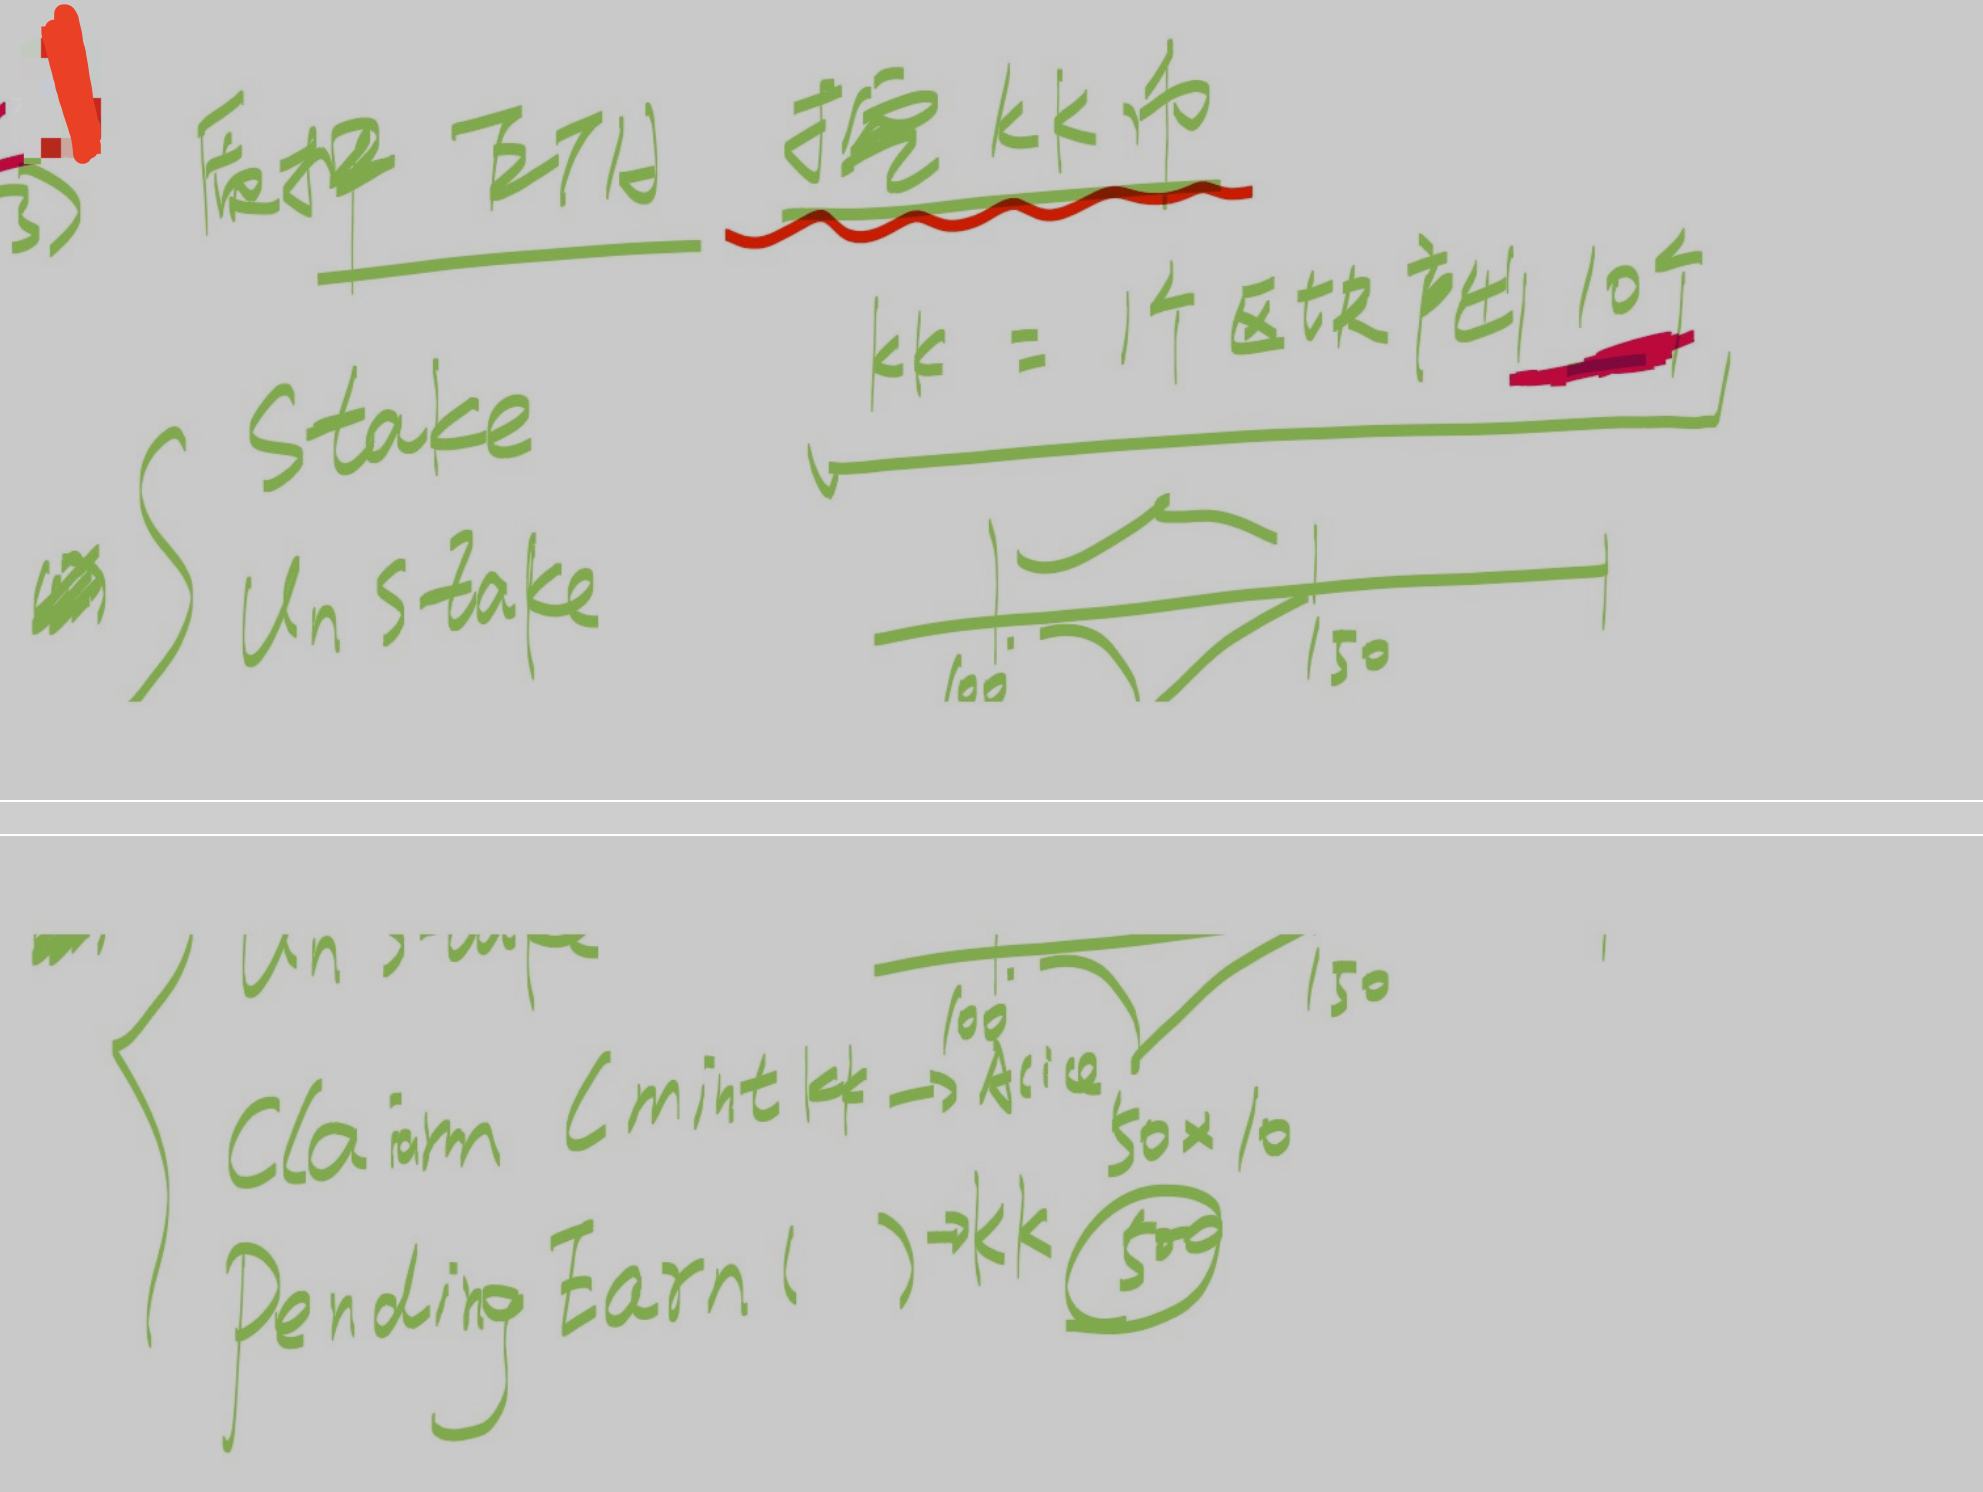 质押 ETH 挖 kk 币
kk = 1个区块产出 10个
Stake
Unstake
100 150
Unstake
100 150
Claim (mint kk → Alice
50 x 10
Pending Earn ( ) → kk 500